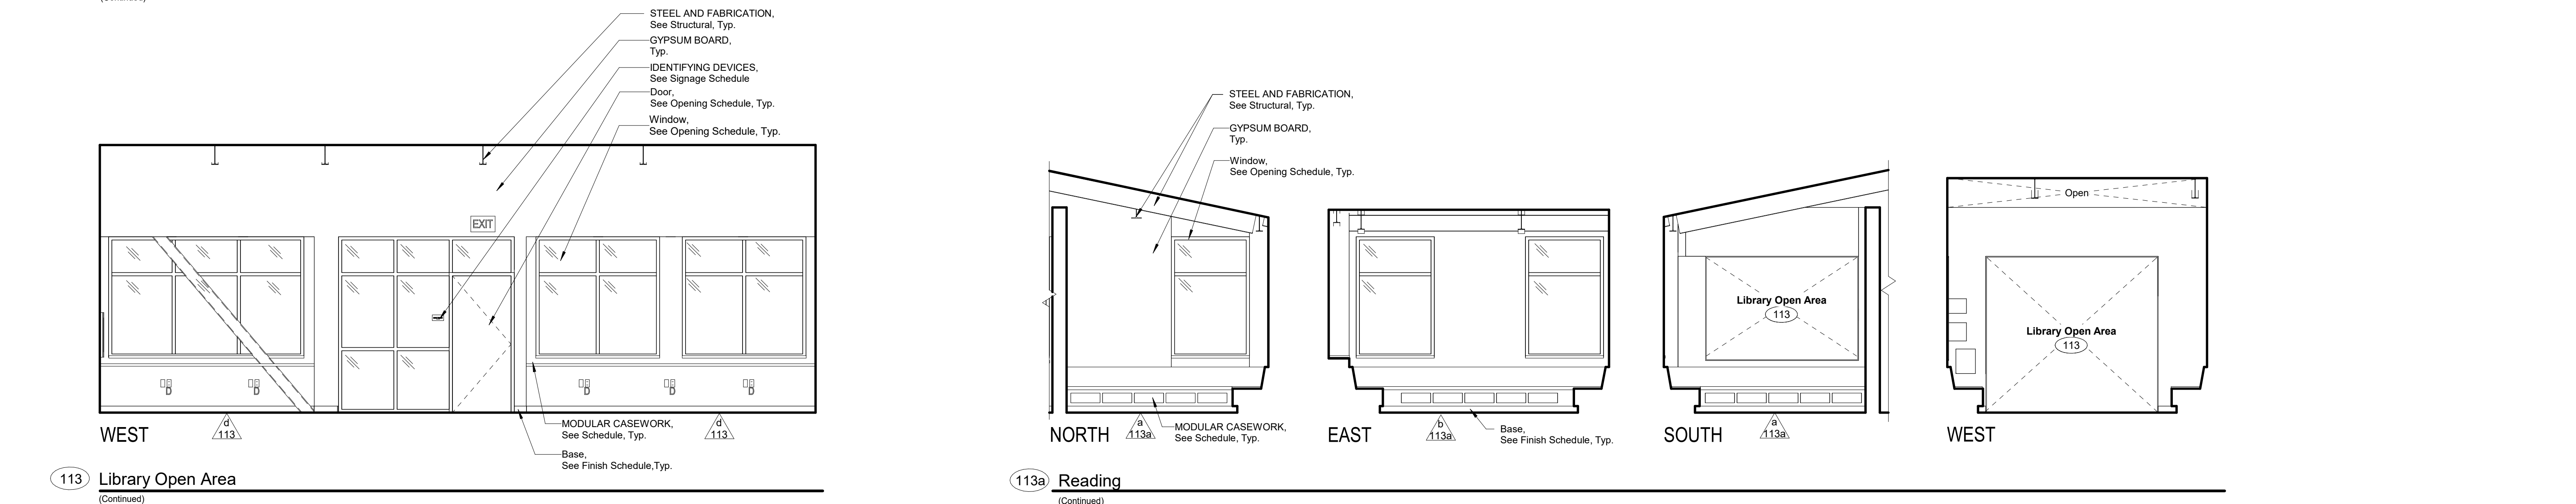 STEEL AND FABRICATION,
See Structural, Typ.
GYPSUM BOARD,
Typ.
IDENTIFYING DEVICES,
See Signage Schedule
Door,
See Opening Schedule, Typ.
Window,
See Opening Schedule, Typ.
EXIT
D
D
D
D
D
MODULAR CASEWORK,
See Schedule, Typ.
Base,
See Finish Schedule,Typ.
WEST
d
113
d
113
113 Library Open Area
(Continued)
STEEL AND FABRICATION,
See Structural, Typ.
GYPSUM BOARD,
Typ.
Window,
See Opening Schedule, Typ.
NORTH
a
113a
MODULAR CASEWORK,
See Schedule, Typ.
EAST
b
113a
Base,
See Finish Schedule, Typ.
Library Open Area
113
SOUTH
a
113a
Open
Library Open Area
113
WEST
113a Reading
(Continued)